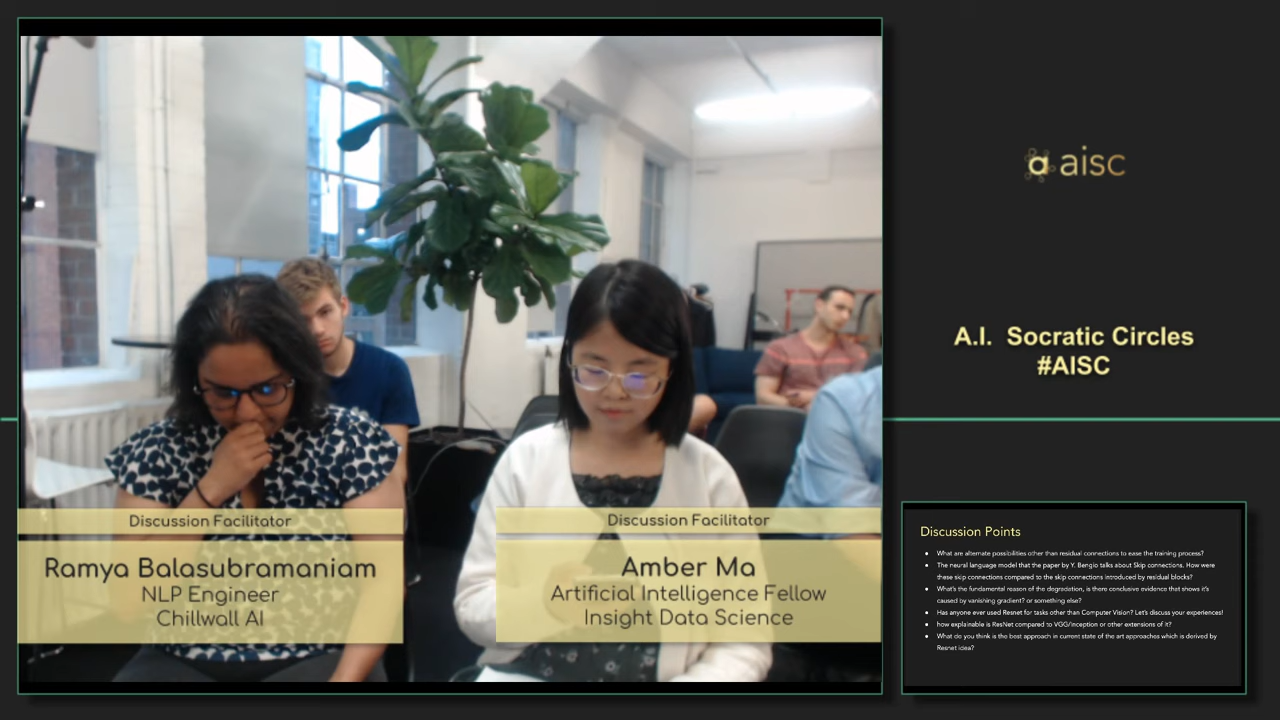 Discussion Facilitator
Ramya Balasubramaniam
NLP Engineer
Chillwall AI
Discussion Facilitator
Amber Ma
Artificial Intelligence Fellow
Insight Data Science
a aisc
A.I. Socratic Circles
#AISC
Discussion Points
What are alternate possibilities other than residual connections to ease the training process?
The neural language model that the paper by Y. Bengio talks about Skip connections. How were
these skip connections compared to the skip connections introduced by residual blocks?
What's the fundamental reason of the degradation, is there conclusive evidence that shows it's
caused by vanishing gradient? or something else?
Has anyone ever used Resnet for tasks other than Computer Vision? Let's discuss your experiences!
how explainable is ResNet compared to VGG/Inception or other extensions of it?
What do you think is the best approach in current state of the art approaches which is derived by
Resnet idea?